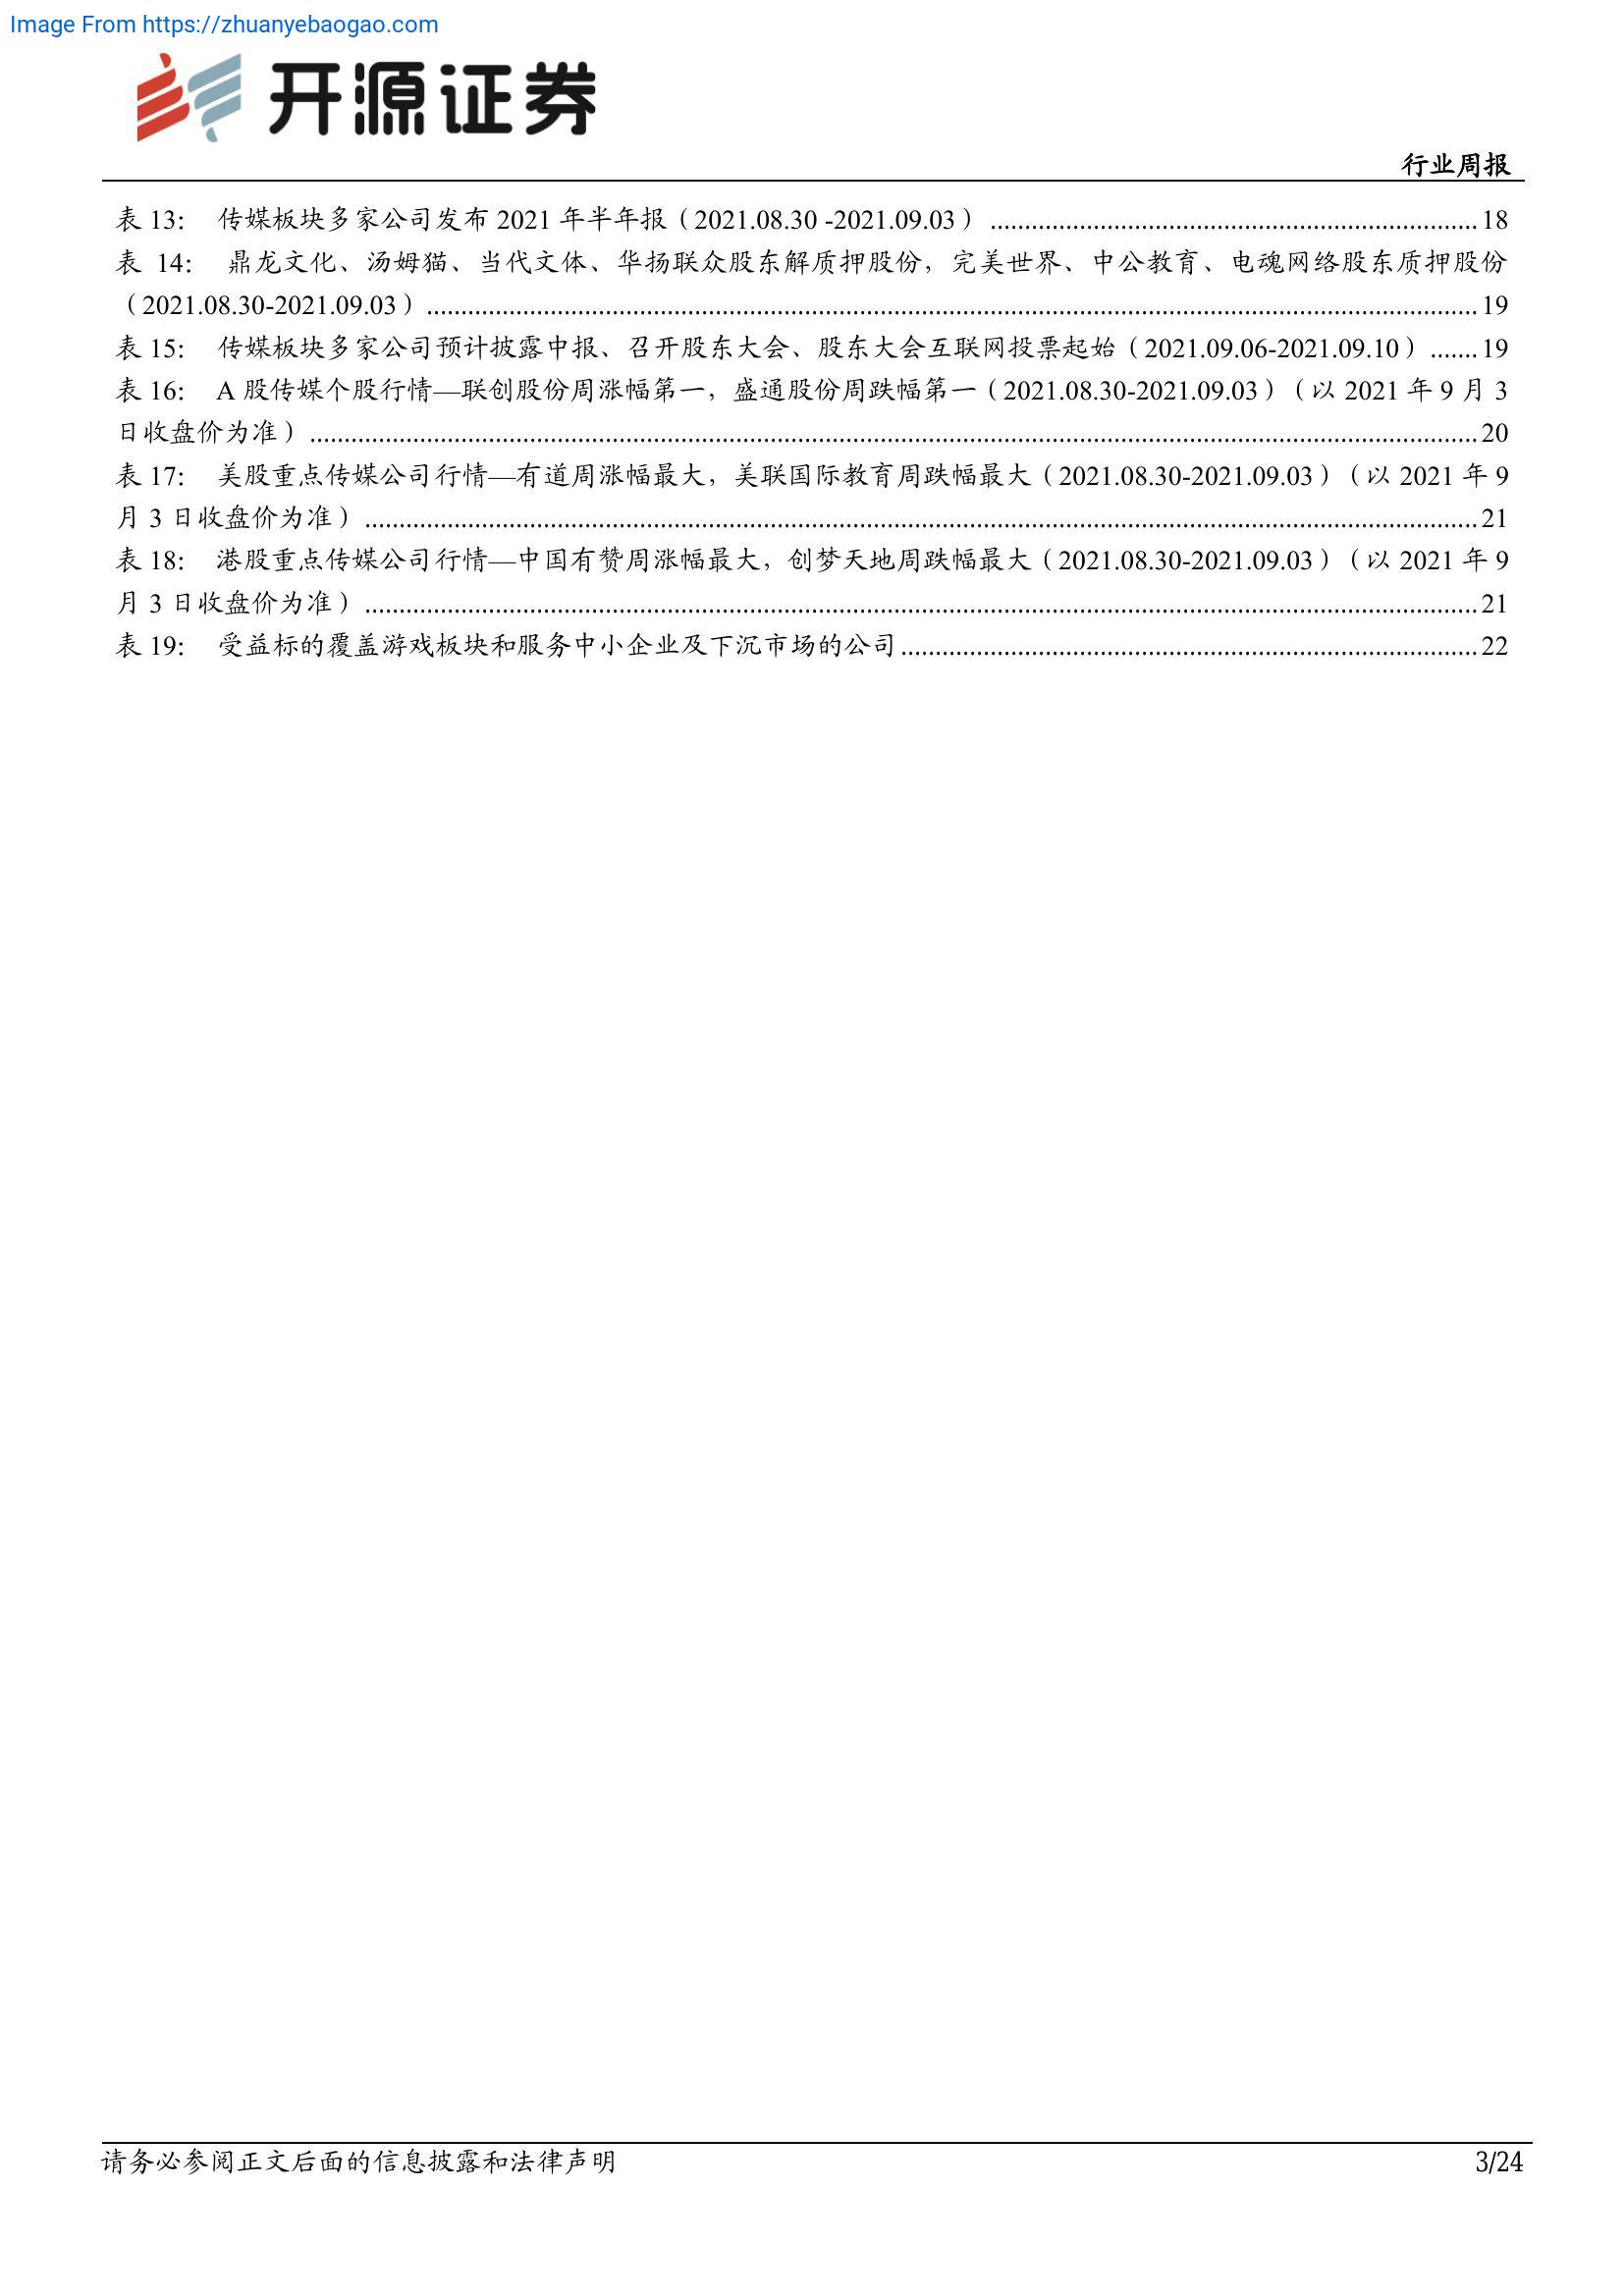 Image From https://zhuanyebaogao.com
开源证券
行业周报
表 13： 传媒板块多家公司发布 2021 年半年报（2021.08.30 -2021.09.03） ........................................................................ 18
表 14： 鼎龙文化、汤姆猫、当代文体、华扬联众股东解质押股份，完美世界、中公教育、电魂网络股东质押股份
（2021.08.30-2021.09.03） ........................................................................ 19
表 15： 传媒板块多家公司预计披露中报、召开股东大会、股东大会互联网投票起始（2021.09.06-2021.09.10） ....... 19
表 16： A 股传媒个股行情—联创股份周涨幅第一，盛通股份周跌幅第一（2021.08.30-2021.09.03）（以 2021 年 9 月 3
日收盘价为准） ........................................................................ 20
表 17： 美股重点传媒公司行情—有道周涨幅最大，美联国际教育周跌幅最大（2021.08.30-2021.09.03）（以 2021 年 9
月 3 日收盘价为准） ........................................................................ 21
表 18： 港股重点传媒公司行情—中国有赞周涨幅最大，创梦天地周跌幅最大（2021.08.30-2021.09.03）（以 2021 年 9
月 3 日收盘价为准） ........................................................................ 21
表 19： 受益标的覆盖游戏板块和服务中小企业及下沉市场的公司 ........................................................................ 22
请务必参阅正文后面的信息披露和法律声明
3/24